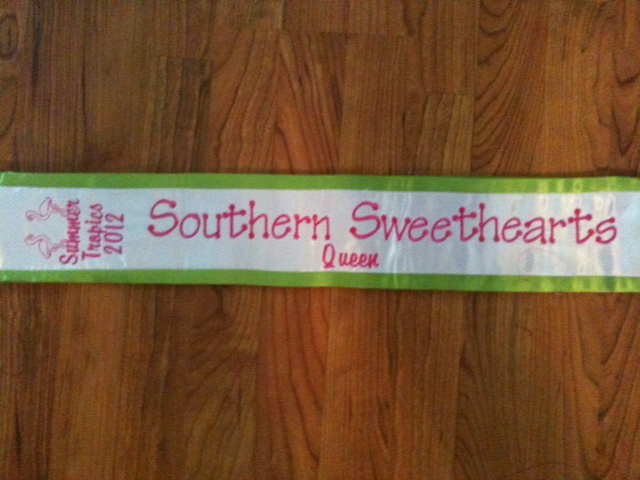 Summer
Tropics
2012
Southern Sweethearts
Queen